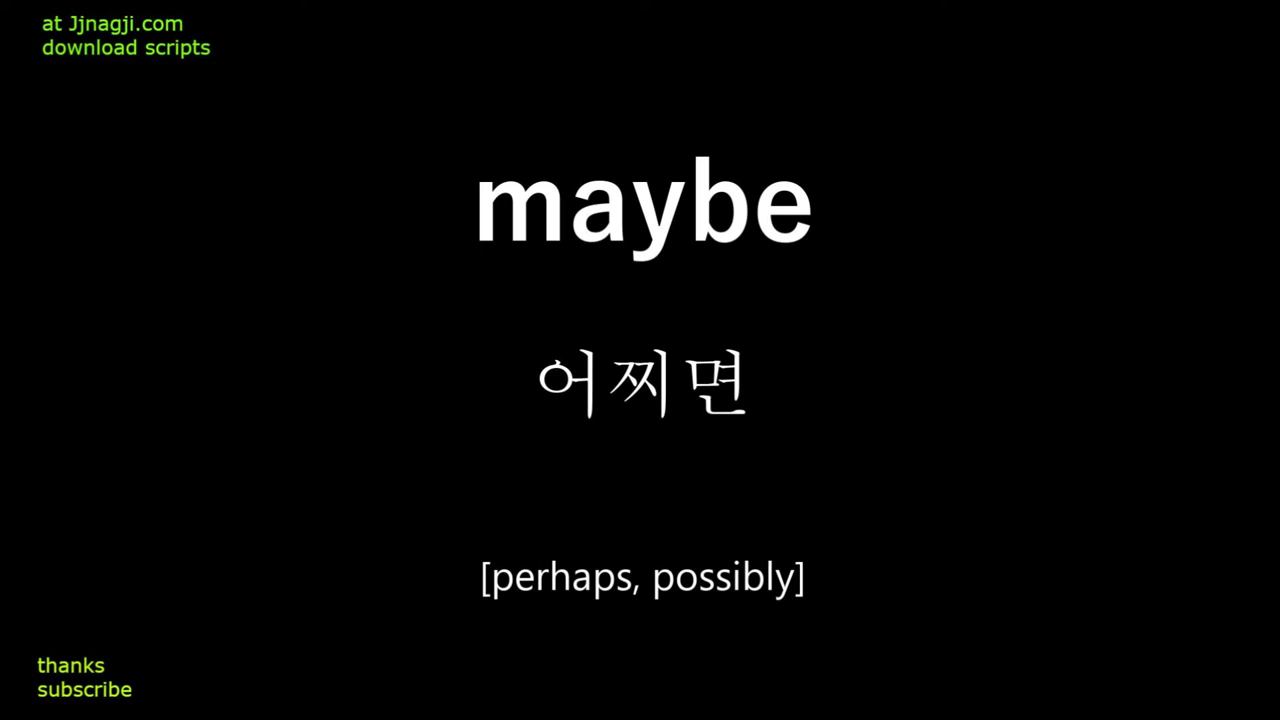 at Jjnagji.com
download scripts
maybe
어찌면
[perhaps, possibly]
thanks
subscribe